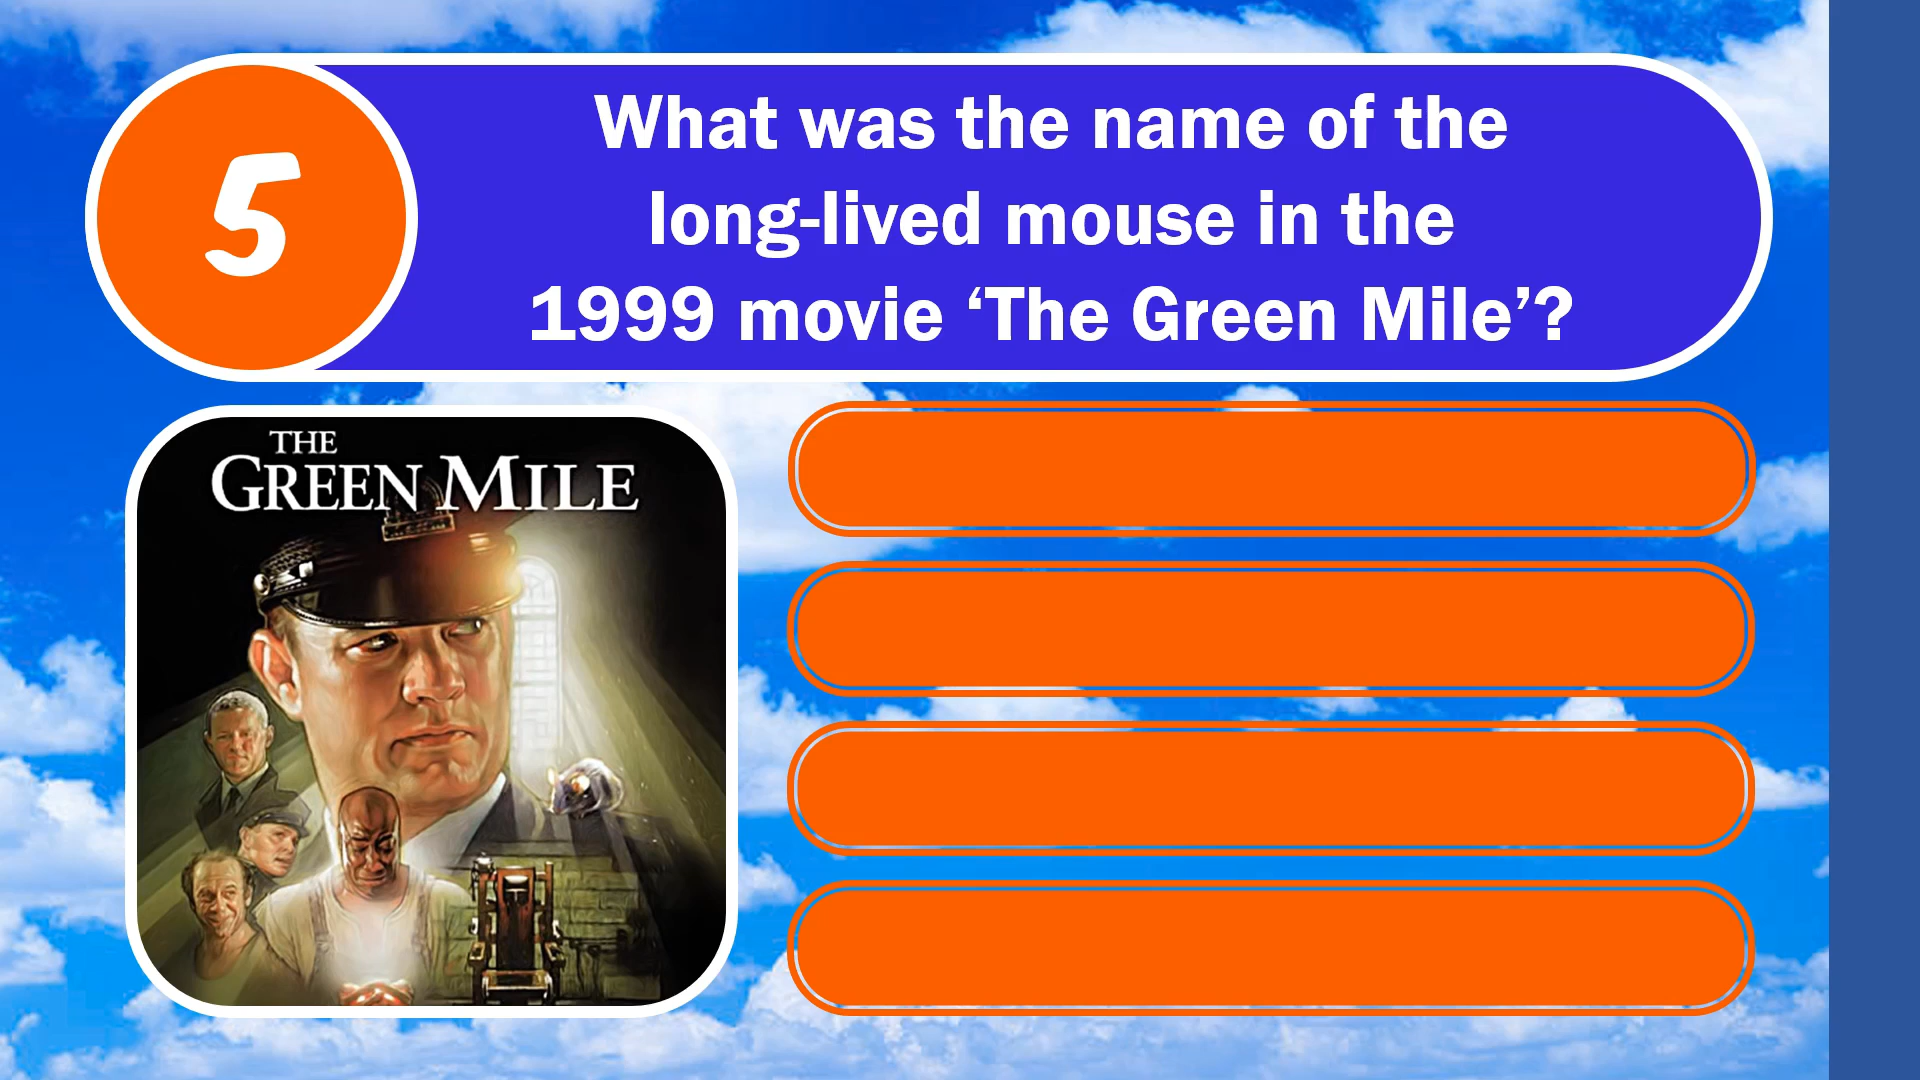 5
What was the name of the
long-lived mouse in the
1999 movie ‘The Green Mile’?
THE
GREEN MILE